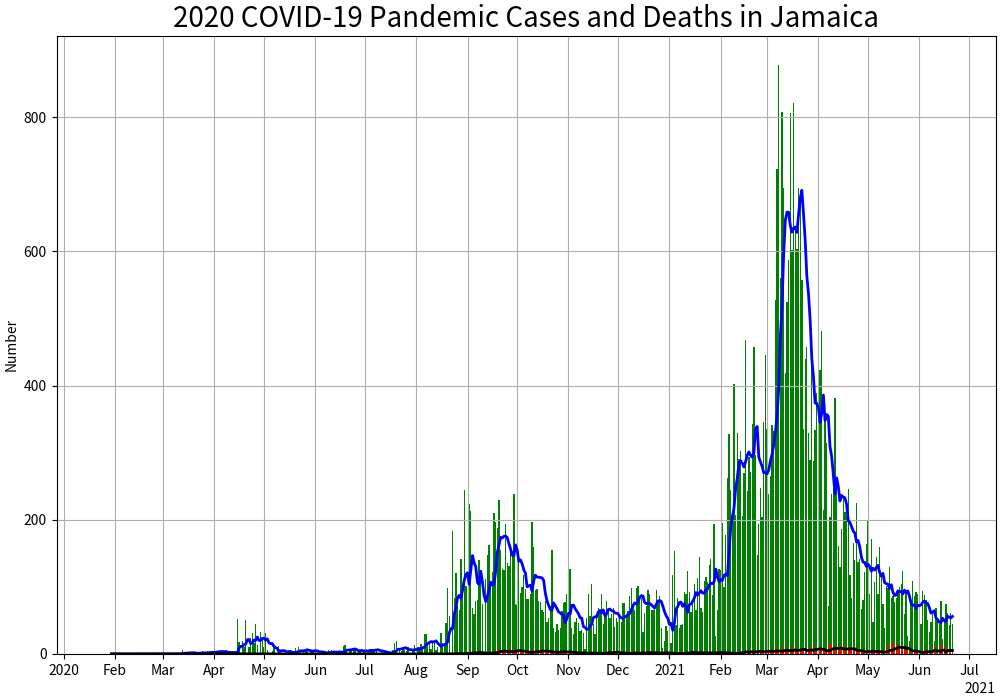 2020 COVID-19 Pandemic Cases and Deaths in Jamaica
Number
800
600
400
200
0
2020 Feb Mar Apr May Jun Jul Aug Sep Oct Nov Dec 2021 Feb Mar Apr May Jun Jul
2021